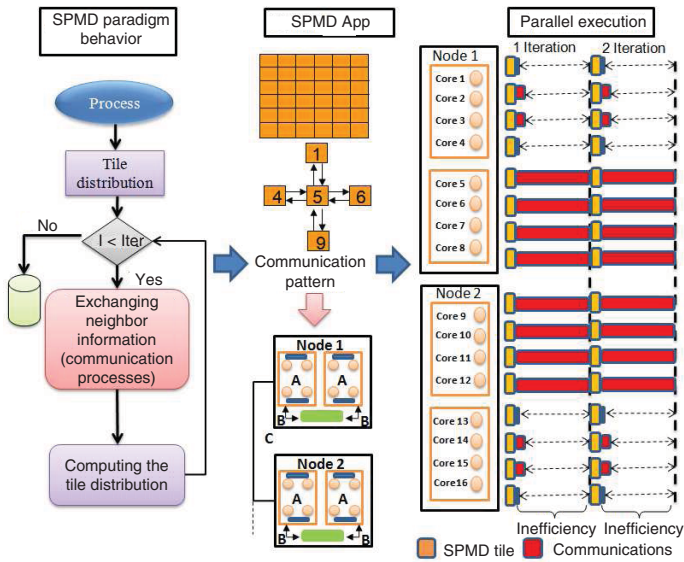 SPMD paradigm
behavior
Process
Tile
distribution
I < Iter
No
Yes
Exchanging
neighbor
information
(communication
processes)
Computing the
tile distribution
SPMD App
1
4 5 6
9
Communication
pattern
Node 1
A A
B B
C
Node 2
A A
B B
Parallel execution
1 Iteration 2 Iteration
Node 1
Core 1
Core 2
Core 3
Core 4
Core 5
Core 6
Core 7
Core 8
Node 2
Core 9
Core 10
Core 11
Core 12
Core 13
Core 14
Core 15
Core16
Inefficiency Inefficiency
SPMD tile Communications